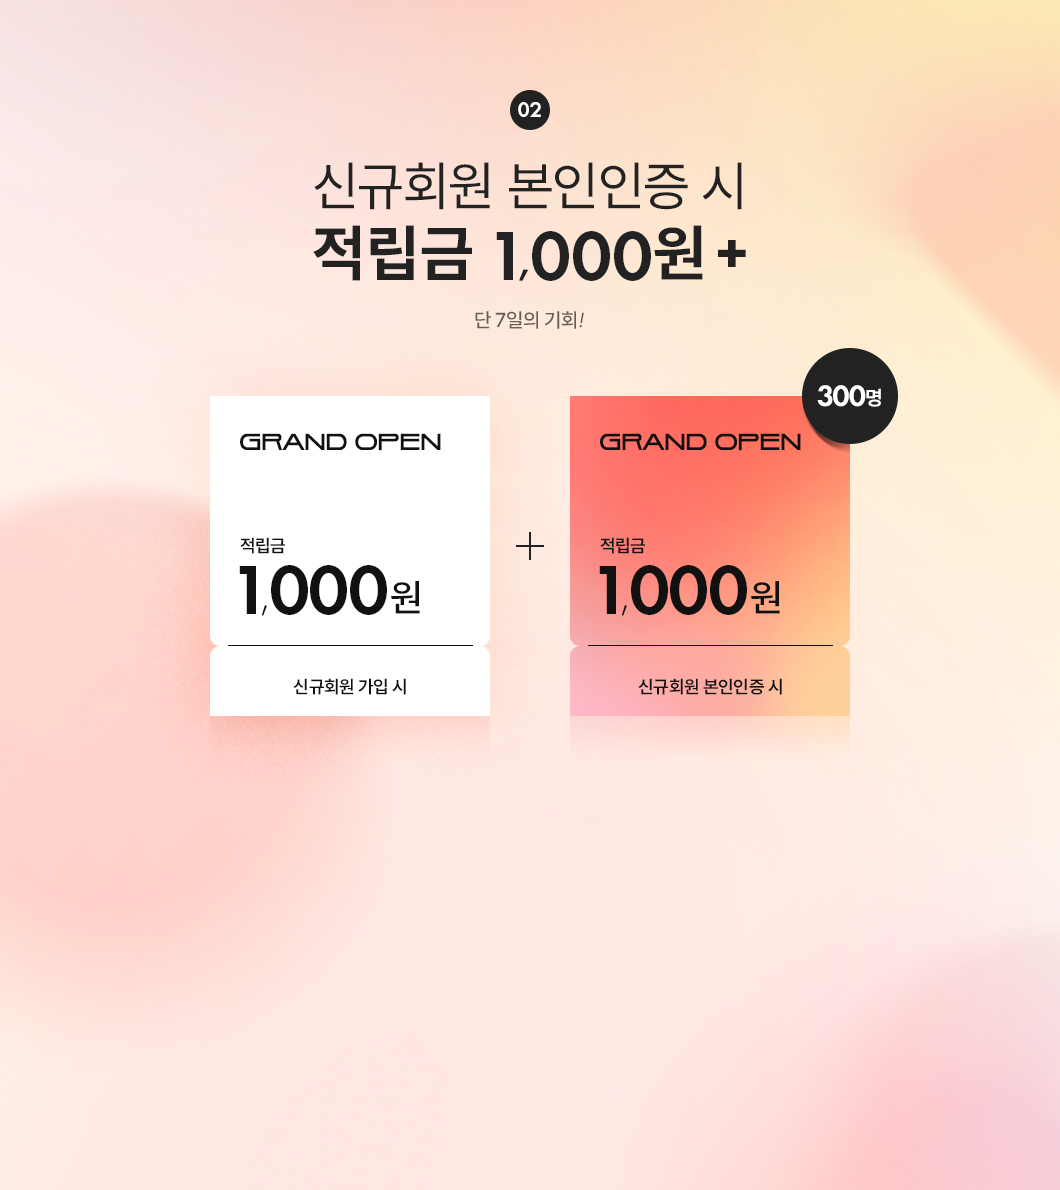 02
신규회원 본인인증 시
적립금 1,000원+
단 7일의 기회!
300명
GRAND OPEN
적립금
1,000원
신규회원 가입 시
+
GRAND OPEN
적립금
1,000원
신규회원 본인인증 시